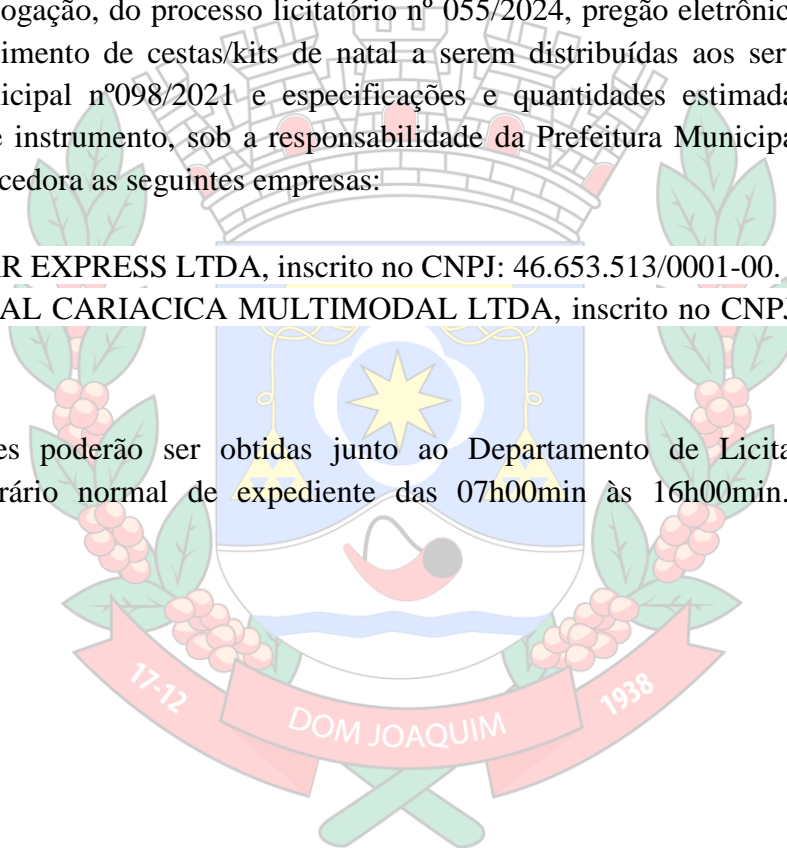 ogação, do processo licitatório nº 055/2024, pregão eletrônic
imento de cestas/kits de natal a serem distribuídas aos ser
icipal nº098/2021 e especificações e quantidades estimada
e instrumento, sob a responsabilidade da Prefeitura Municipa
cedora as seguintes empresas:
R EXPRESS LTDA, inscrito no CNPJ: 46.653.513/0001-00.
AL CARIACICA MULTIMODAL LTDA, inscrito no CNPJ
es poderão ser obtidas junto ao Departamento de Licita
rário normal de expediente das 07h00min às 16h00min.
17-12
DOM JOAQUIM
1938